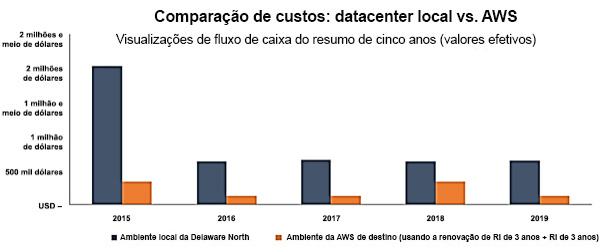 Comparação de custos: datacenter local vs. AWS
Visualizações de fluxo de caixa do resumo de cinco anos (valores efetivos)
2 milhões e
meio de dólares
2 milhões
de dólares
1 milhão e
meio de dólares
1 milhão
de dólares
500 mil dólares
USD –
2015
2016
2017
2018
2019
Ambiente local da Delaware North
Ambiente da AWS de destino (usando a renovação de RI de 3 anos + RI de 3 anos)